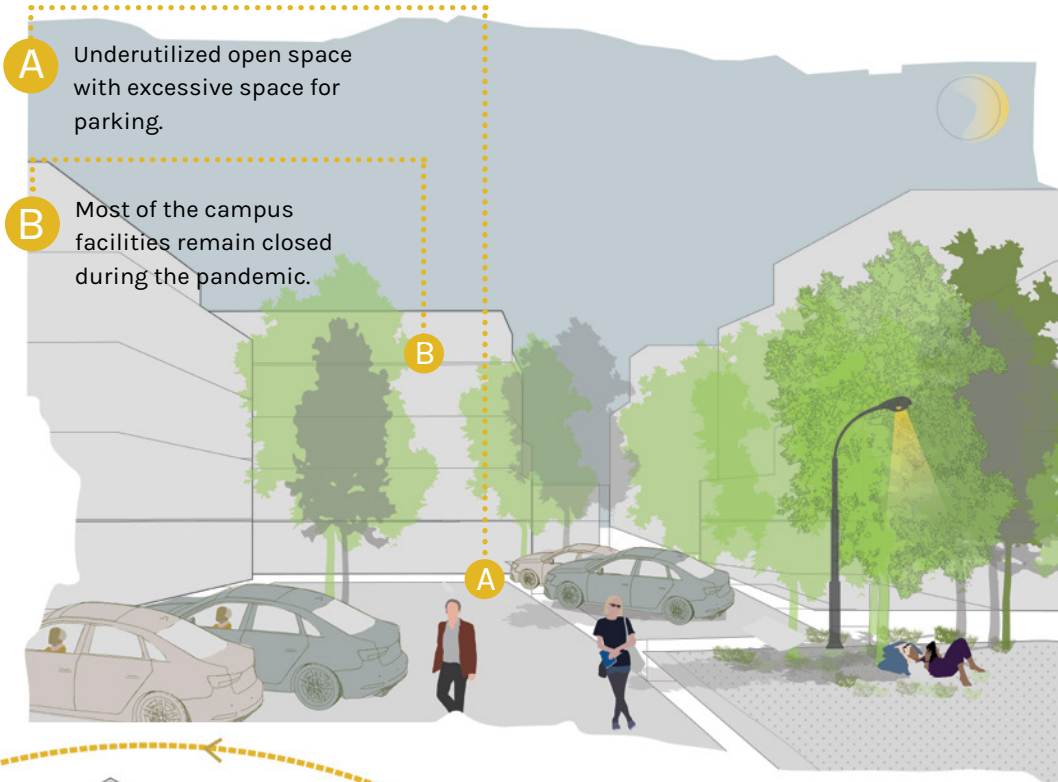 A
Underutilized open space
with excessive space for
parking.
B
Most of the campus
facilities remain closed
during the pandemic.
B
A